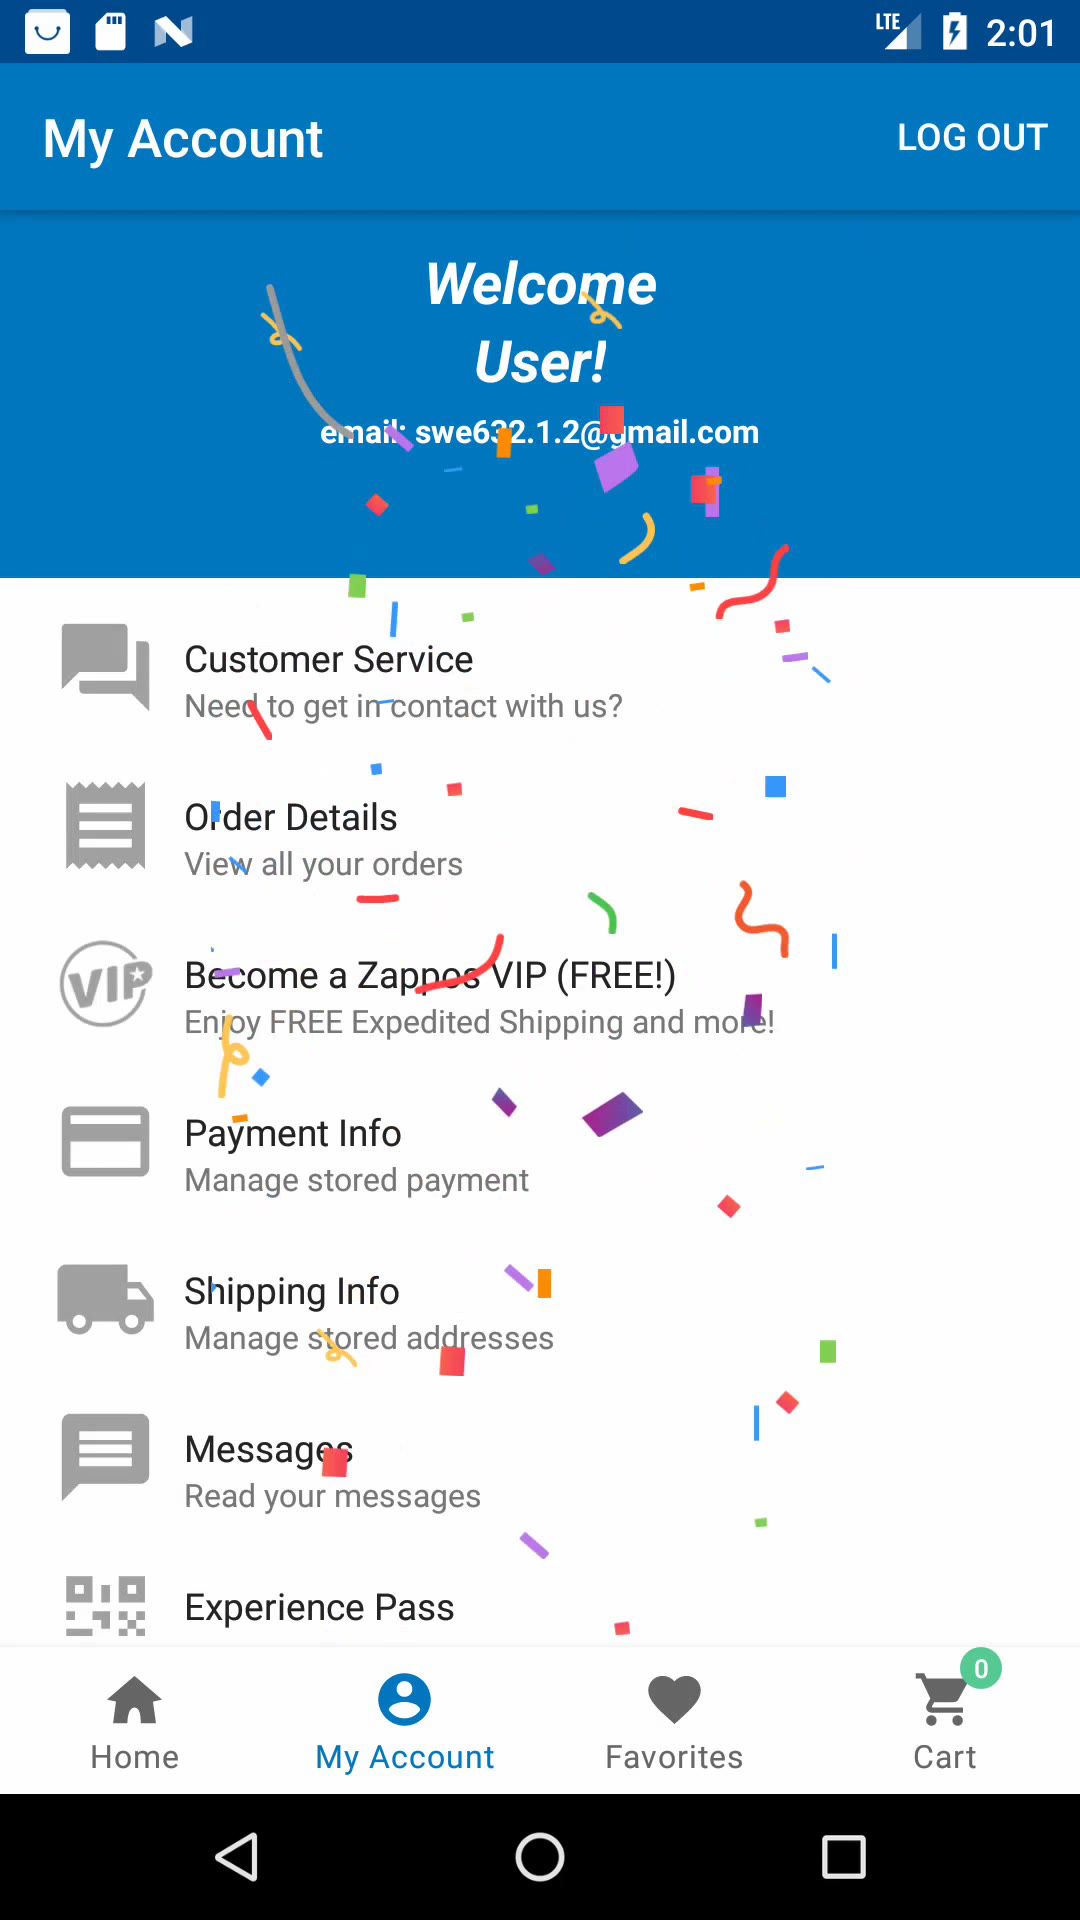 LTE 2:01
My Account LOG OUT
Welcome
User!
email: swe632.1.2@gmail.com
Customer Service
Need to get in contact with us?
Order Details
View all your orders
VIP
Become a Zappos VIP (FREE!)
Enjoy FREE Expedited Shipping and more!
Payment Info
Manage stored payment
Shipping Info
Manage stored addresses
Messages
Read your messages
Experience Pass
0
Home My Account Favorites Cart